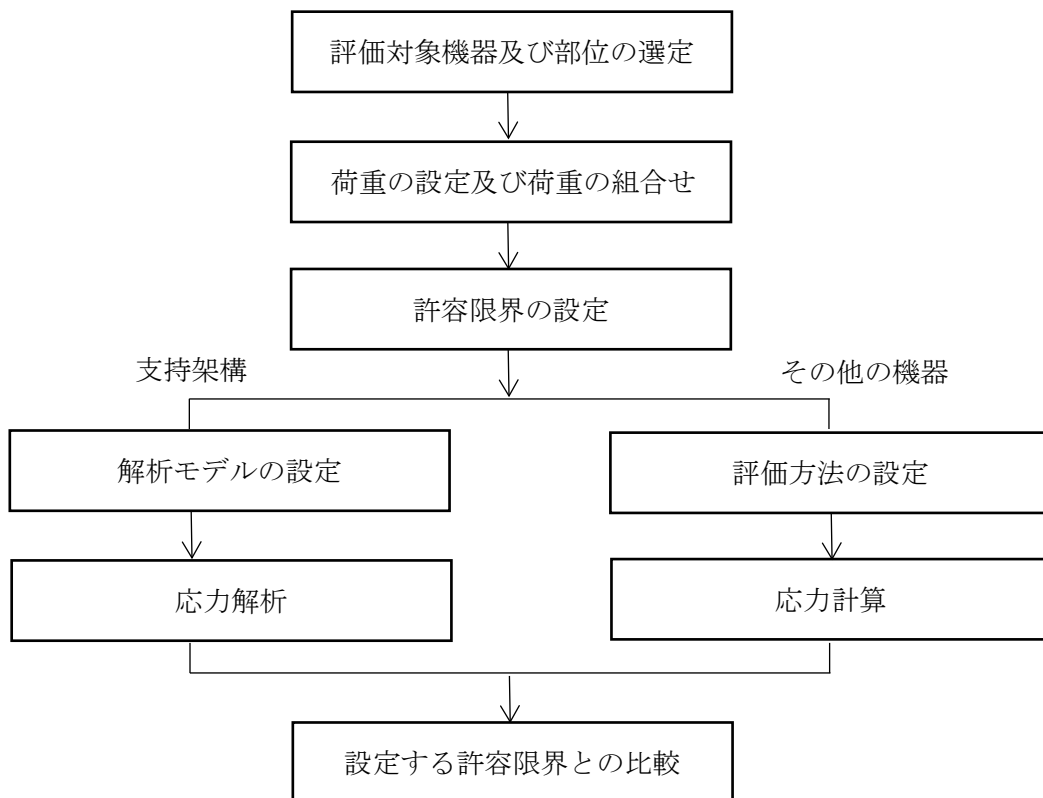 評価対象機器及び部位の選定
荷重の設定及び荷重の組合せ
許容限界の設定
支持架構
その他の機器
解析モデルの設定
評価方法の設定
応力解析
応力計算
設定する許容限界との比較